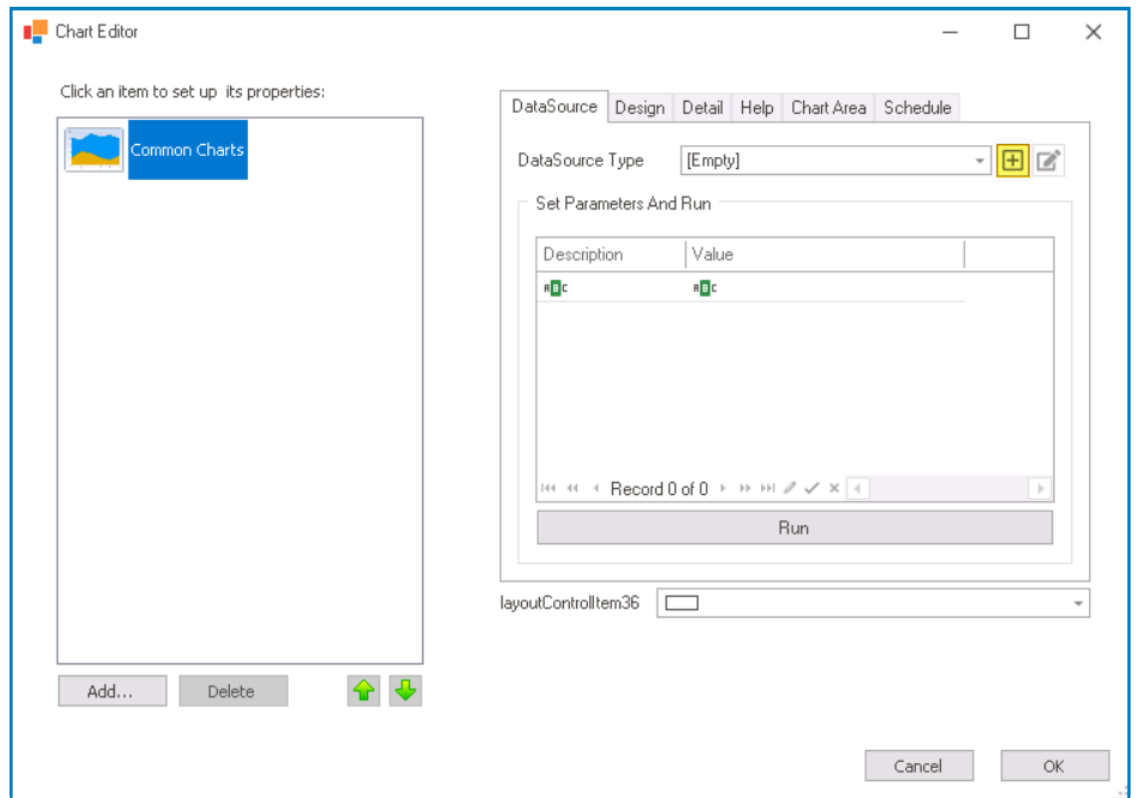 Chart Editor
Click an item to set up its properties:
Common Charts
Add...
Delete
DataSource Design Detail Help Chart Area Schedule
DataSource Type [Empty]
Set Parameters And Run
Description Value
ABC ABC
Record 0 of 0
Run
layoutControlItem36
Cancel OK